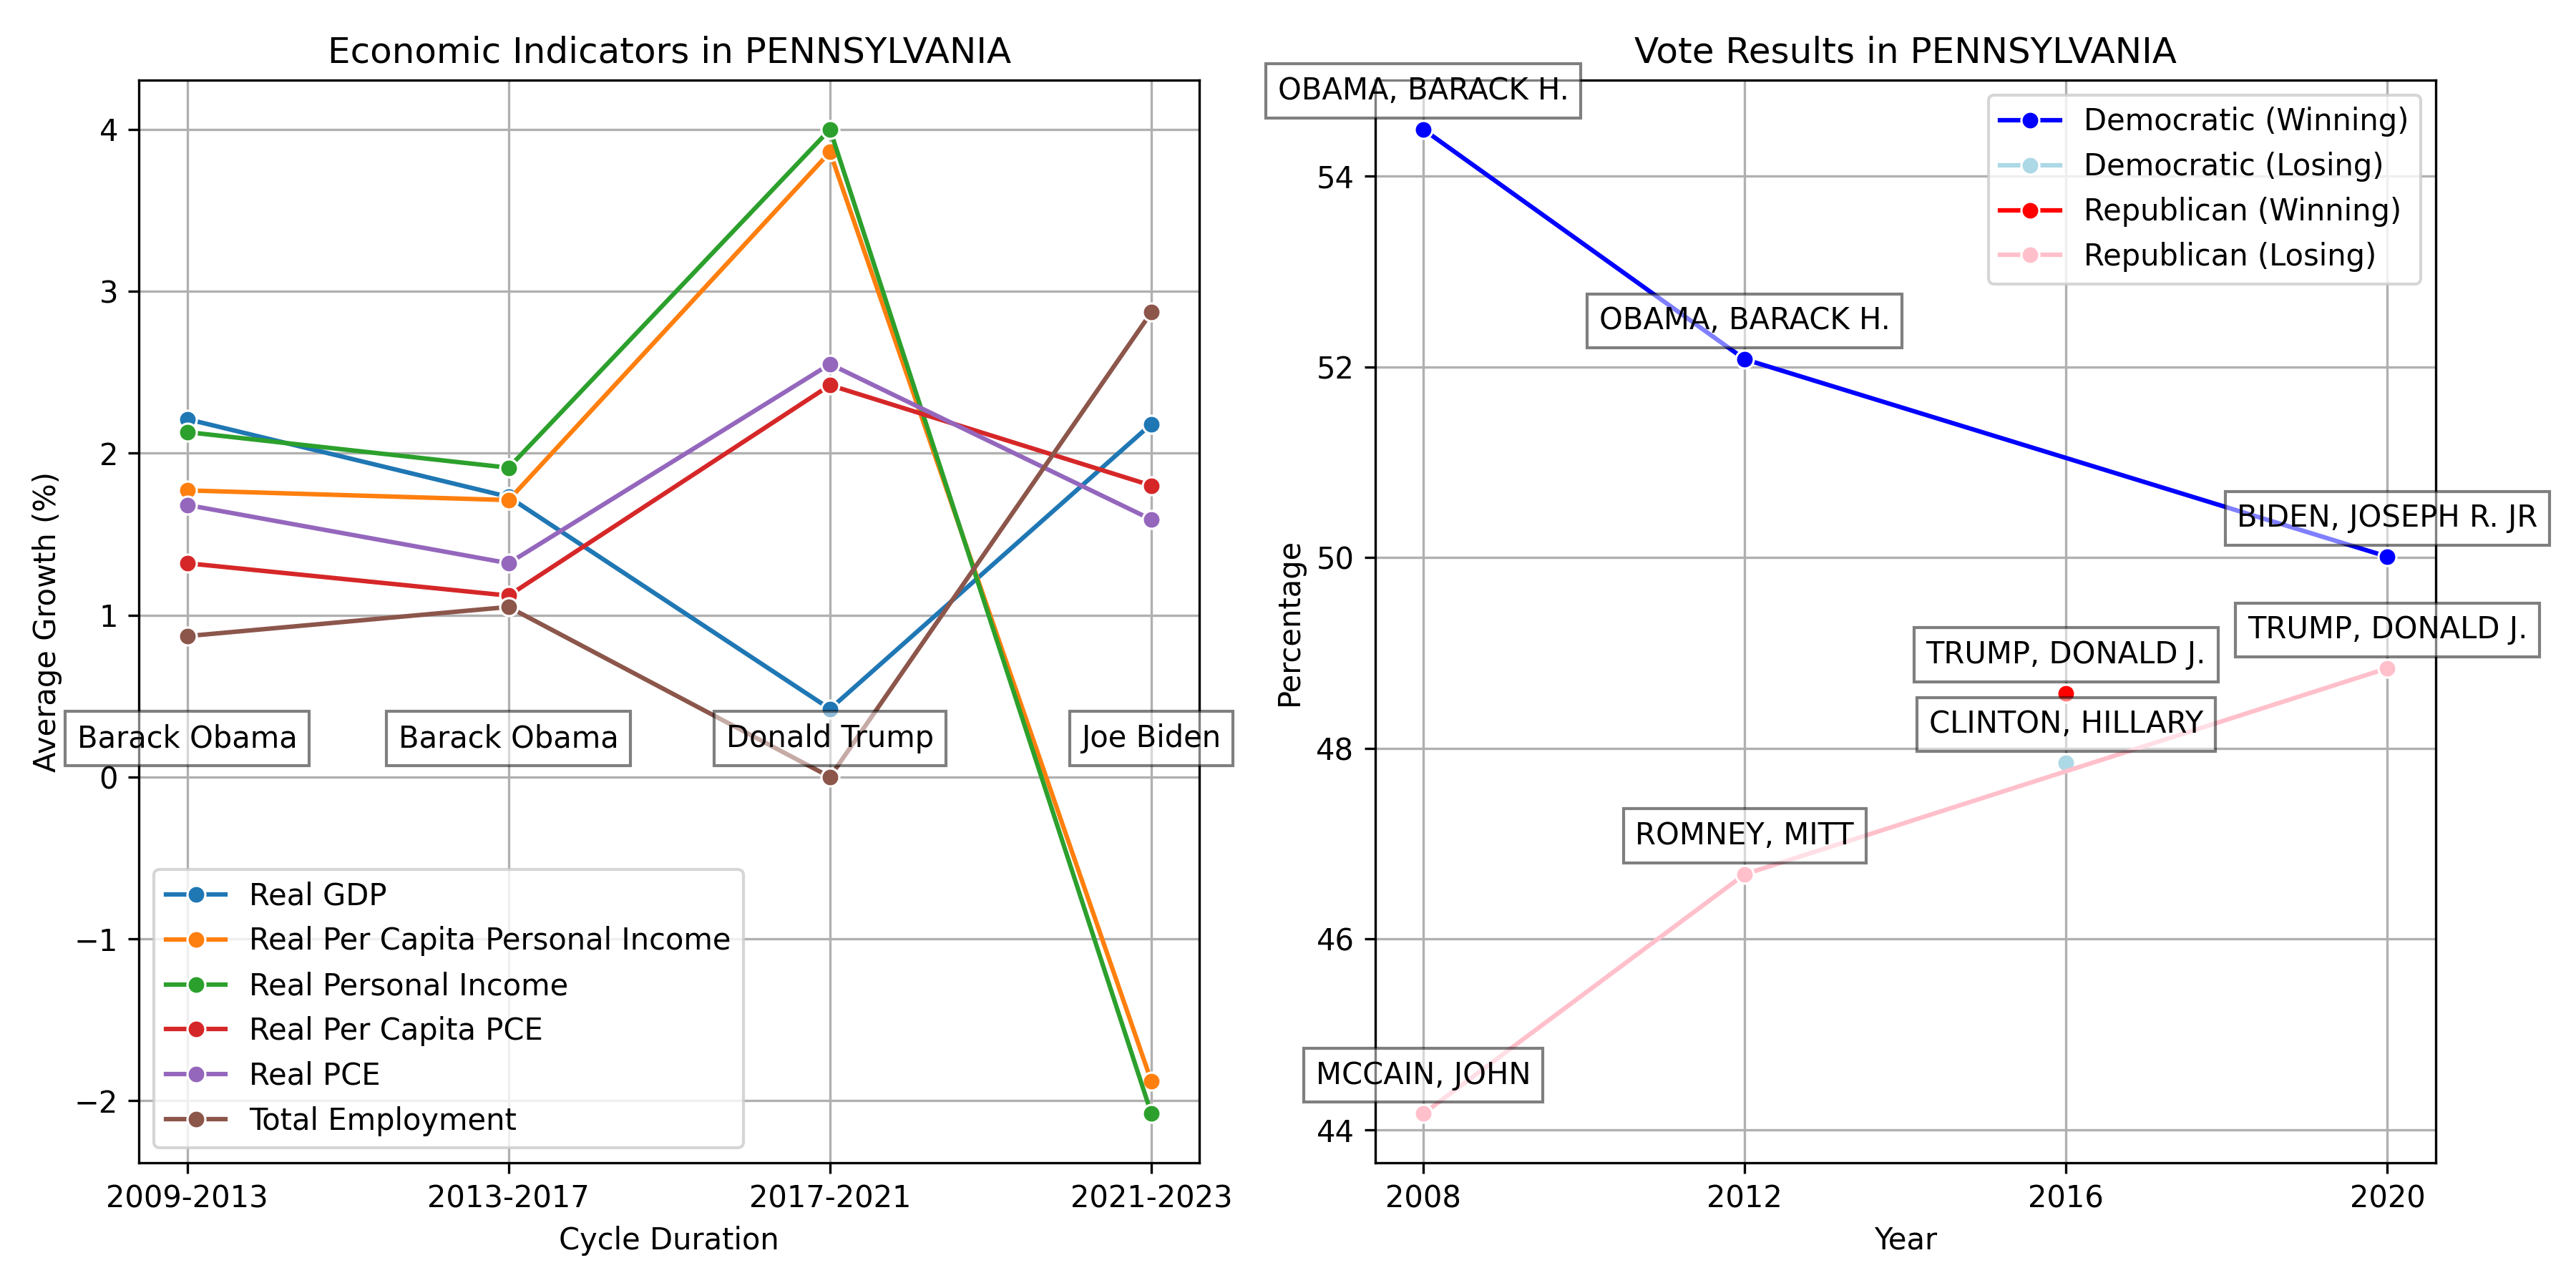 Economic Indicators in PENNSYLVANIA
Average Growth (%)
4
3
2
1
0
−1
−2
Barack Obama
Barack Obama
Donald Trump
Joe Biden
Real GDP
Real Per Capita Personal Income
Real Personal Income
Real Per Capita PCE
Real PCE
Total Employment
2009-2013
2013-2017
2017-2021
2021-2023
Cycle Duration
Vote Results in PENNSYLVANIA
Percentage
54
52
50
48
46
44
OBAMA, BARACK H.
Democratic (Winning)
Democratic (Losing)
Republican (Winning)
Republican (Losing)
OBAMA, BARACK H.
BIDEN, JOSEPH R. JR
TRUMP, DONALD J.
TRUMP, DONALD J.
CLINTON, HILLARY
ROMNEY, MITT
MCCAIN, JOHN
2008
2012
2016
2020
Year